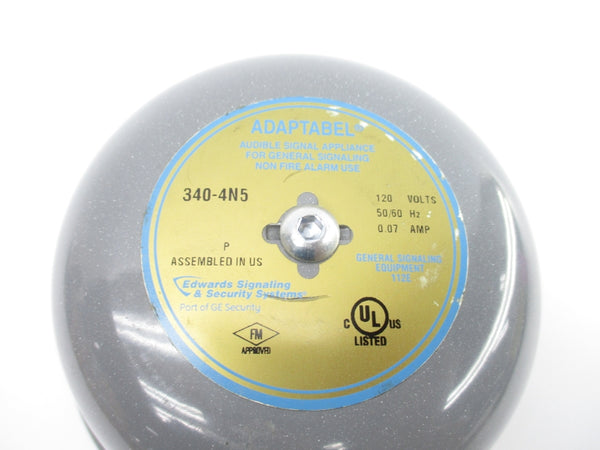 ADAPTABEL®
AUDIBLE SIGNAL APPLIANCE
FOR GENERAL SIGNALING
NON FIRE ALARM USE
340-4N5
120 VOLTS
50/60 Hz
0.07 AMP
P
ASSEMBLED IN US
GENERAL SIGNALING
EQUIPMENT
112E
Edwards Signaling
& Security Systems
Part of GE Security
FM
APPROVED
C UL US
LISTED